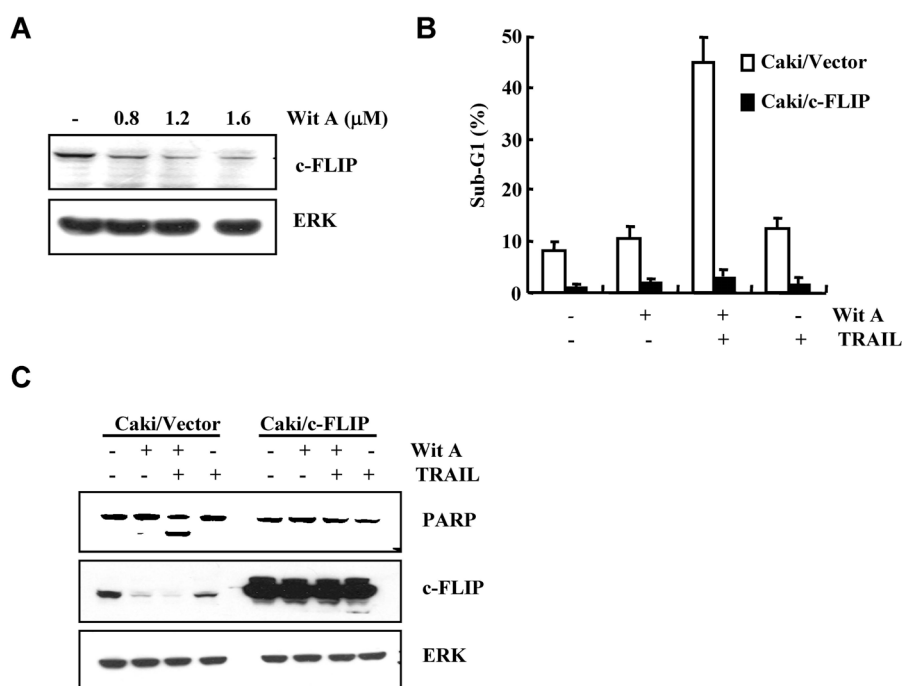 A
- 0.8 1.2 1.6 Wit A (μM)
c-FLIP
ERK
B
50
40
30
20
10
0
Sub-G1 (%)
Caki/Vector
Caki/c-FLIP
- + + - Wit A
- - + + TRAIL
C
Caki/Vector Caki/c-FLIP
- + + - - + + - Wit A
- - + + - - + + TRAIL
PARP
c-FLIP
ERK